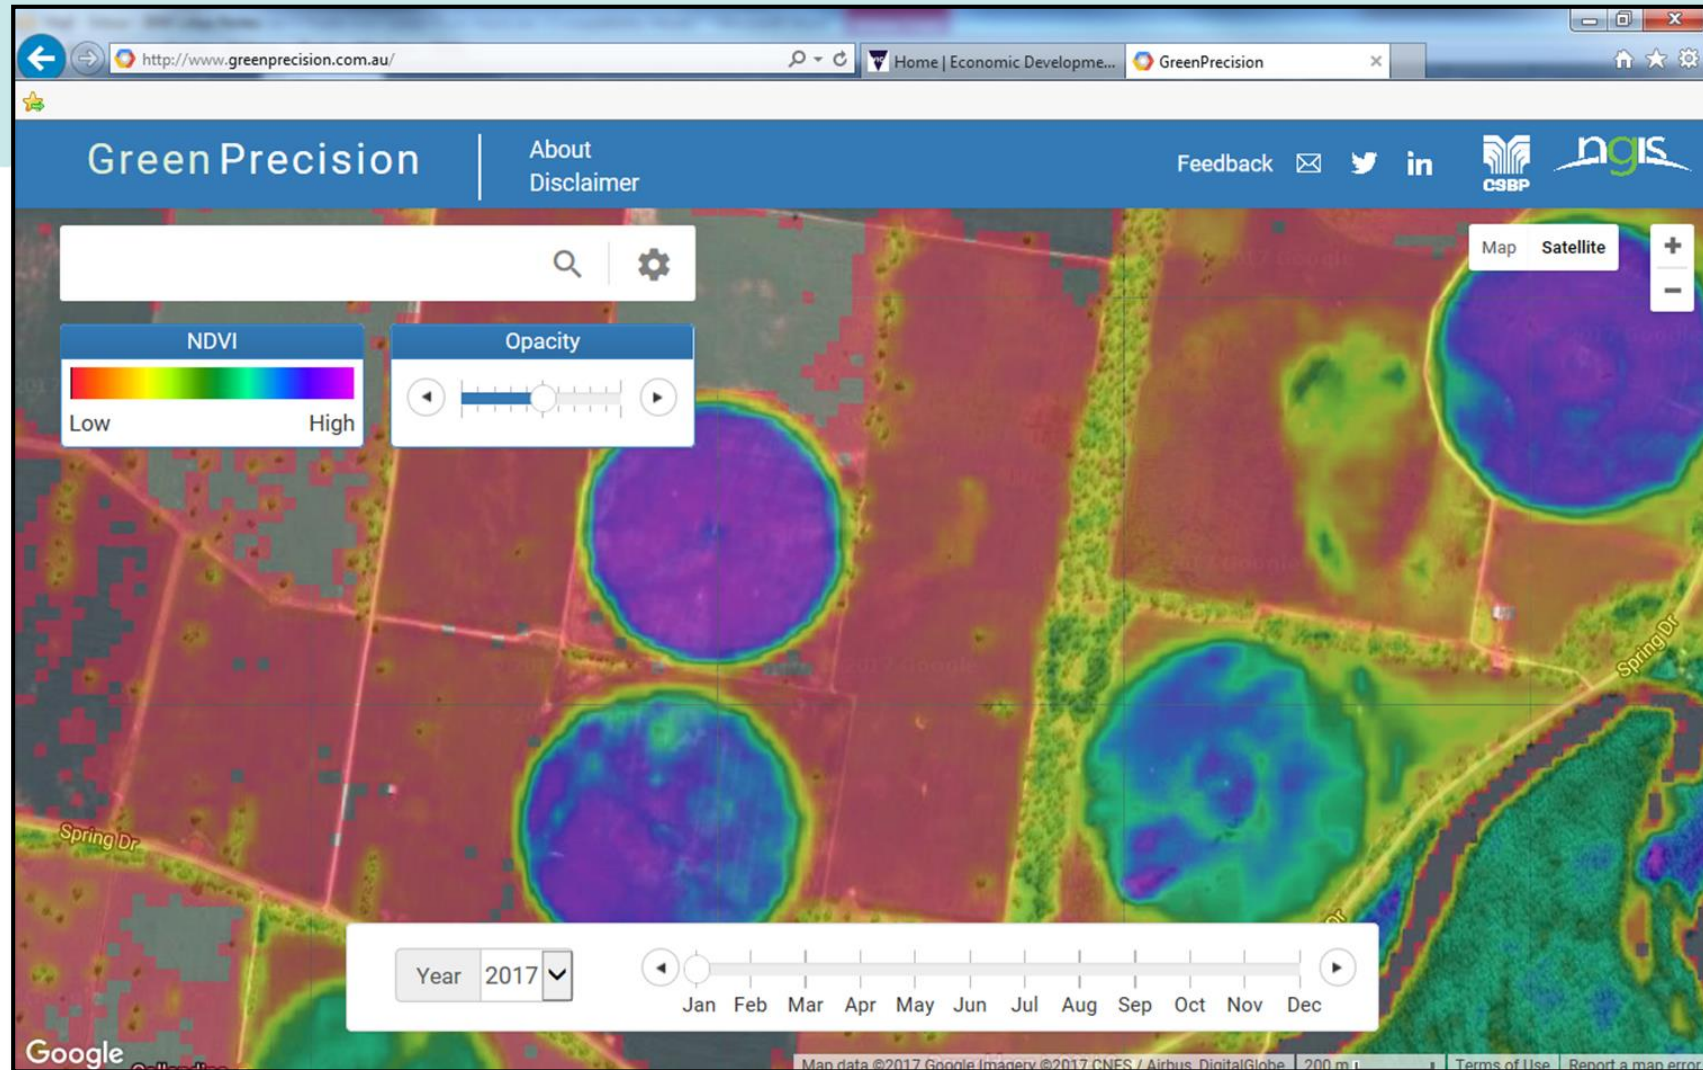 http://www.greenprecision.com.au/
Home | Economic Developme...
GreenPrecision
GreenPrecision
About
Disclaimer
Feedback
in
CSBP
ngis
Map
Satellite
+
−
NDVI
Low
High
Opacity
Spring Dr
Spring Dr
Dr
Year
2017
Jan
Feb
Mar
Apr
May
Jun
Jul
Aug
Sep
Oct
Nov
Dec
Google
Map data ©2017 Google Imagery ©2017 CNES / Airbus, DigitalGlobe
200 m
Terms of Use
Report a map error